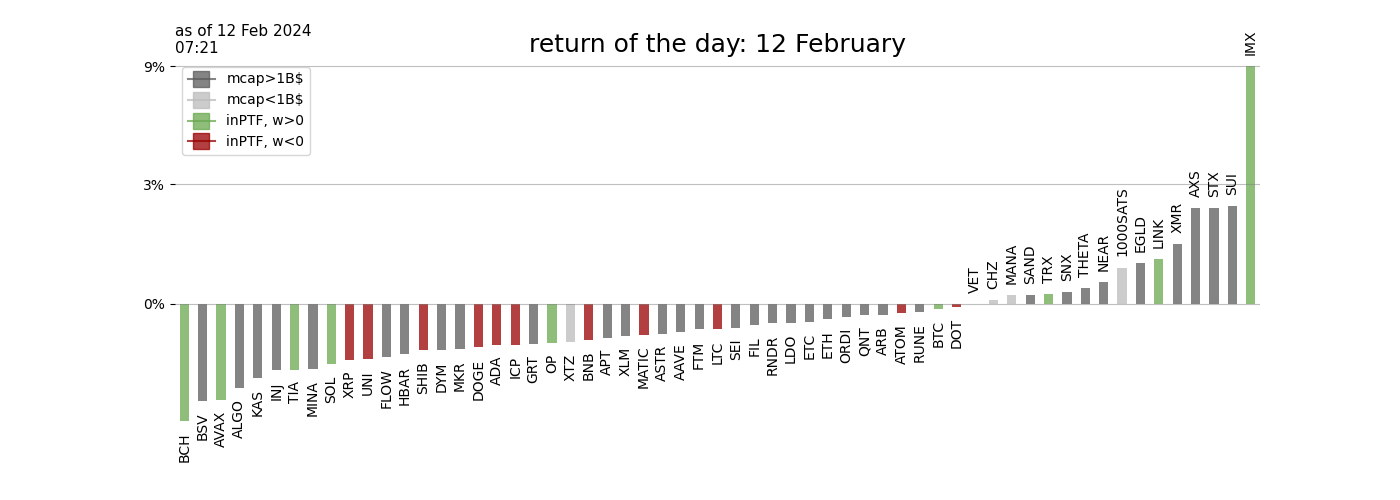 as of 12 Feb 2024
07:21
return of the day: 12 February
9%
3%
0%
mcap>1B$
mcap<1B$
inPTF, w>0
inPTF, w<0
BCH
BSV
AVAX
ALGO
KAS
INJ
TIA
MINA
SOL
XRP
UNI
FLOW
HBAR
SHIB
DYM
MKR
DOGE
ADA
ICP
GRT
OP
XTZ
BNB
APT
XLM
MATIC
ASTR
AAVE
FTM
LTC
SEI
FIL
RNDR
LDO
ETC
ETH
ORDI
QNT
ARB
ATOM
RUNE
BTC
DOT
VET
CHZ
MANA
SAND
TRX
SNX
THETA
NEAR
1000SATS
EGLD
LINK
XMR
AXS
STX
SUI
IMX